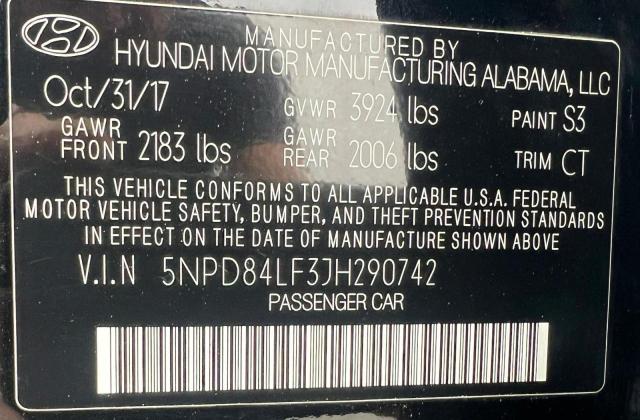 MANUFACTURED BY
HYUNDAI MOTOR MANUFACTURING ALABAMA, LLC
Oct/31/17 GVWR 3924 lbs PAINT S3
GAWR FRONT 2183 lbs GAWR REAR 2006 lbs TRIM CT
THIS VEHICLE CONFORMS TO ALL APPLICABLE U.S.A. FEDERAL
MOTOR VEHICLE SAFETY, BUMPER, AND THEFT PREVENTION STANDARDS
IN EFFECT ON THE DATE OF MANUFACTURE SHOWN ABOVE
V.I.N 5NPD84LF3JH290742
PASSENGER CAR